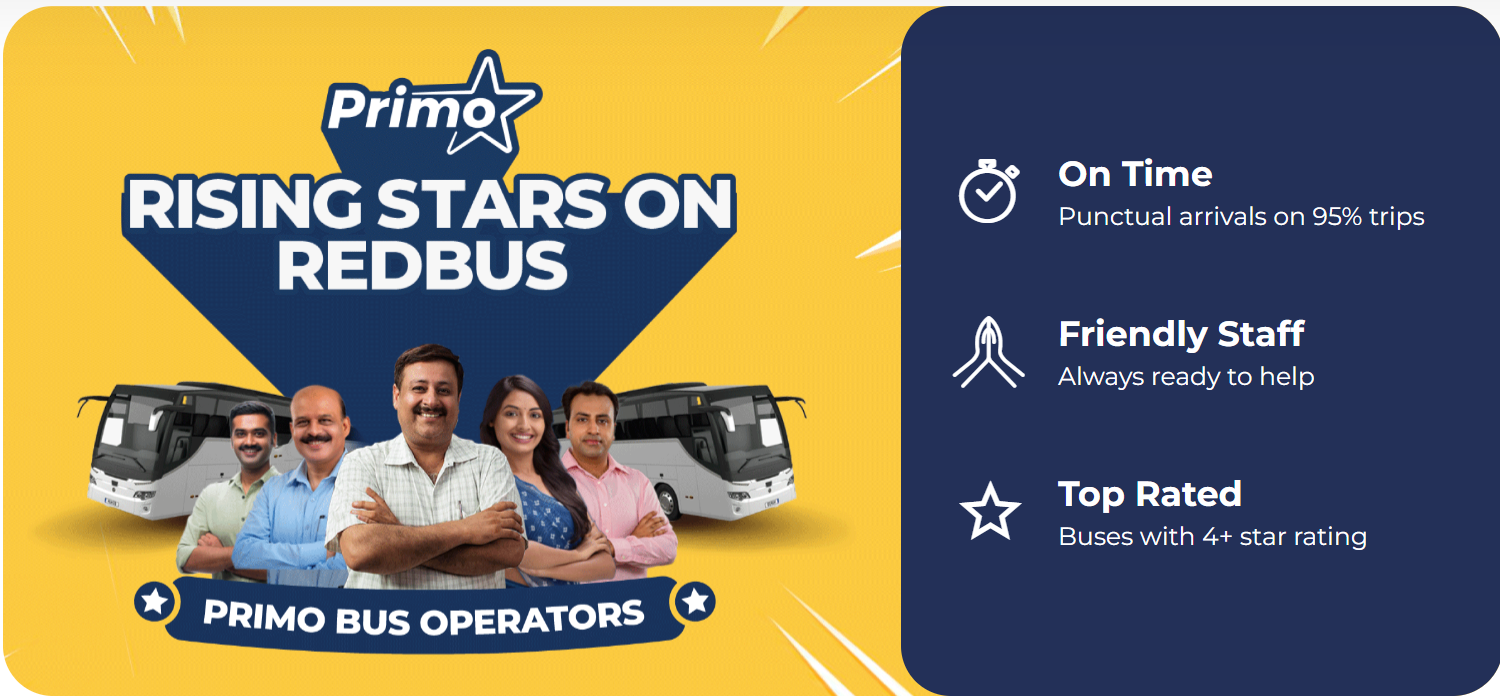 Primo
RISING STARS ON
REDBUS
PRIMO BUS OPERATORS
On Time
Punctual arrivals on 95% trips
Friendly Staff
Always ready to help
Top Rated
Buses with 4+ star rating